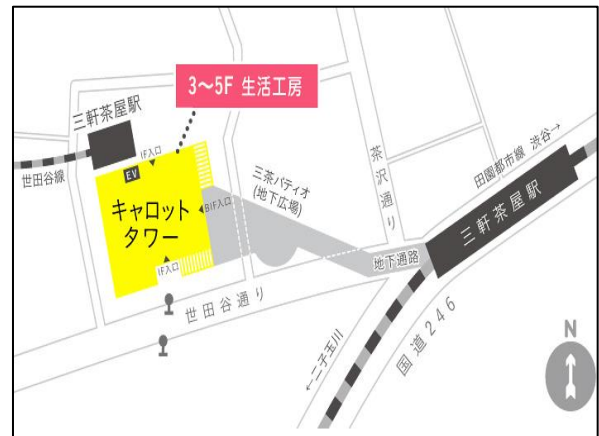 3〜5F 生活工房
三軒茶屋駅
1F入口
世田谷線
EV
キャロット
タワー
B1F入口
1F入口
三茶パティオ
(地下広場)
茶沢通り
田園都市線 渋谷→
三軒茶屋駅
地下通路
世田谷通り
←二子玉川
国道246
N